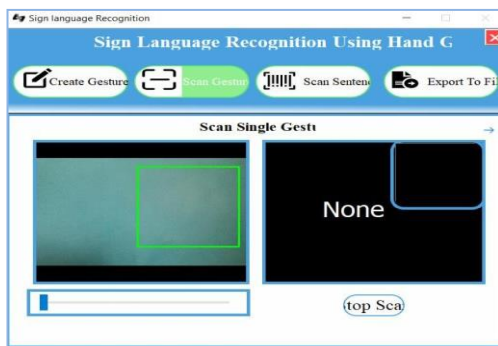 Sign language Recognition
Sign Language Recognition Using Hand G
Create Gesture
Scan Gestu
Scan Senten
Export To Fi
Scan Single Gestu
None
top Sca